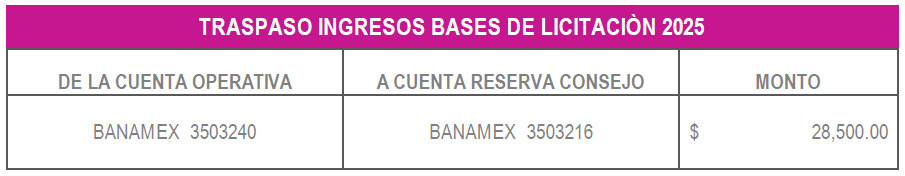 TRASPASO INGRESOS BASES DE LICITACIÒN 2025
DE LA CUENTA OPERATIVA A CUENTA RESERVA CONSEJO MONTO
BANAMEX 3503240 BANAMEX 3503216 $ 28,500.00